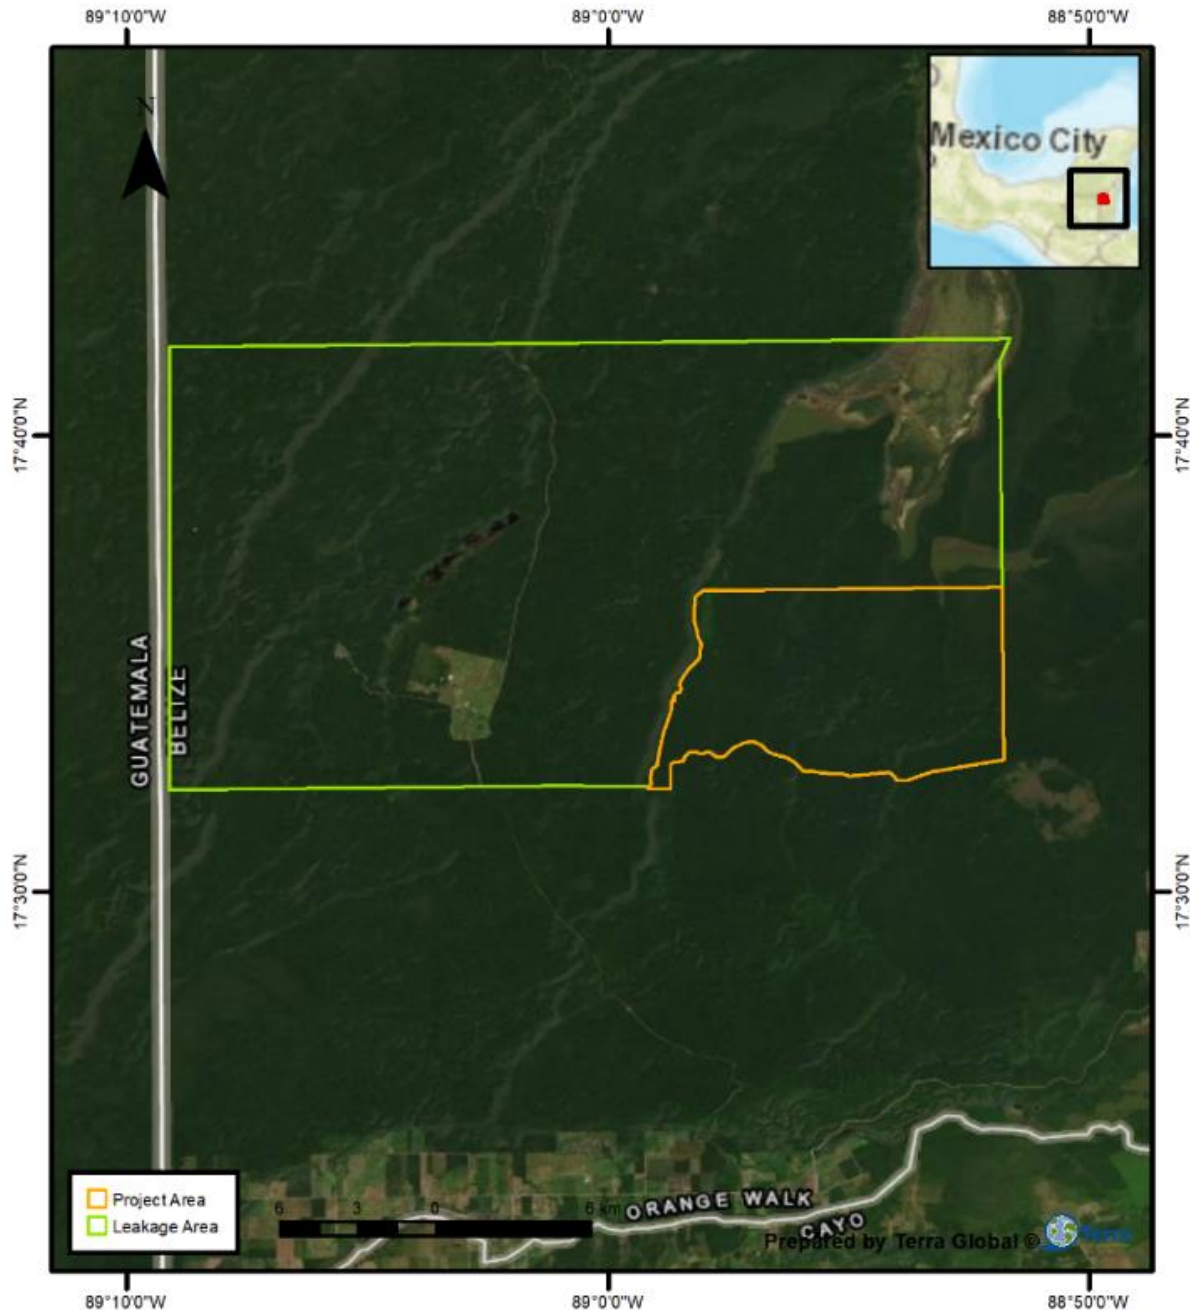 89°10'0"W 89°0'0"W 88°50'0"W
N
Mexico City
17°40'0"N 17°40'0"N
GUATEMALA
BELIZE
17°30'0"N 17°30'0"N
Project Area
Leakage Area
6 3 0 6 km
ORANGE WALK
CAYO
Prepared by Terra Global © Terra
89°10'0"W 89°0'0"W 88°50'0"W